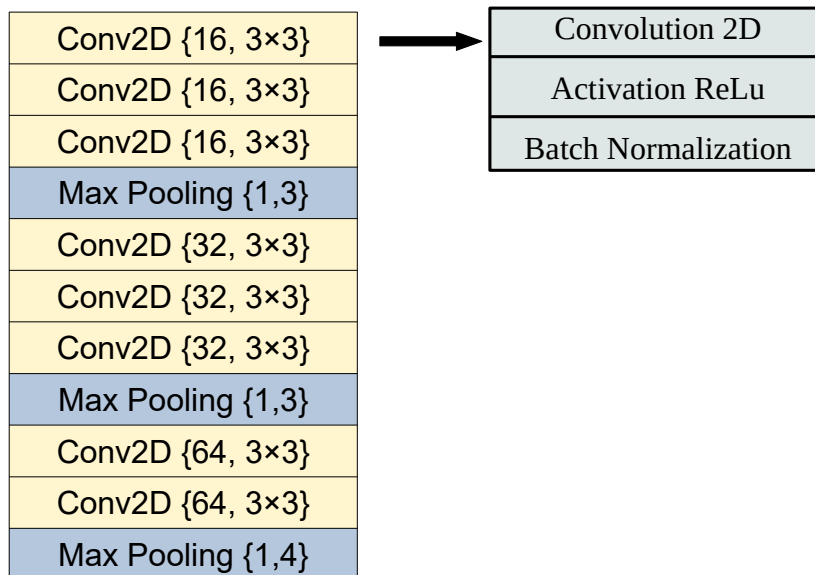 Conv2D {16, 3×3}
Conv2D {16, 3×3}
Conv2D {16, 3×3}
Max Pooling {1,3}
Conv2D {32, 3×3}
Conv2D {32, 3×3}
Conv2D {32, 3×3}
Max Pooling {1,3}
Conv2D {64, 3×3}
Conv2D {64, 3×3}
Max Pooling {1,4}
Convolution 2D
Activation ReLu
Batch Normalization